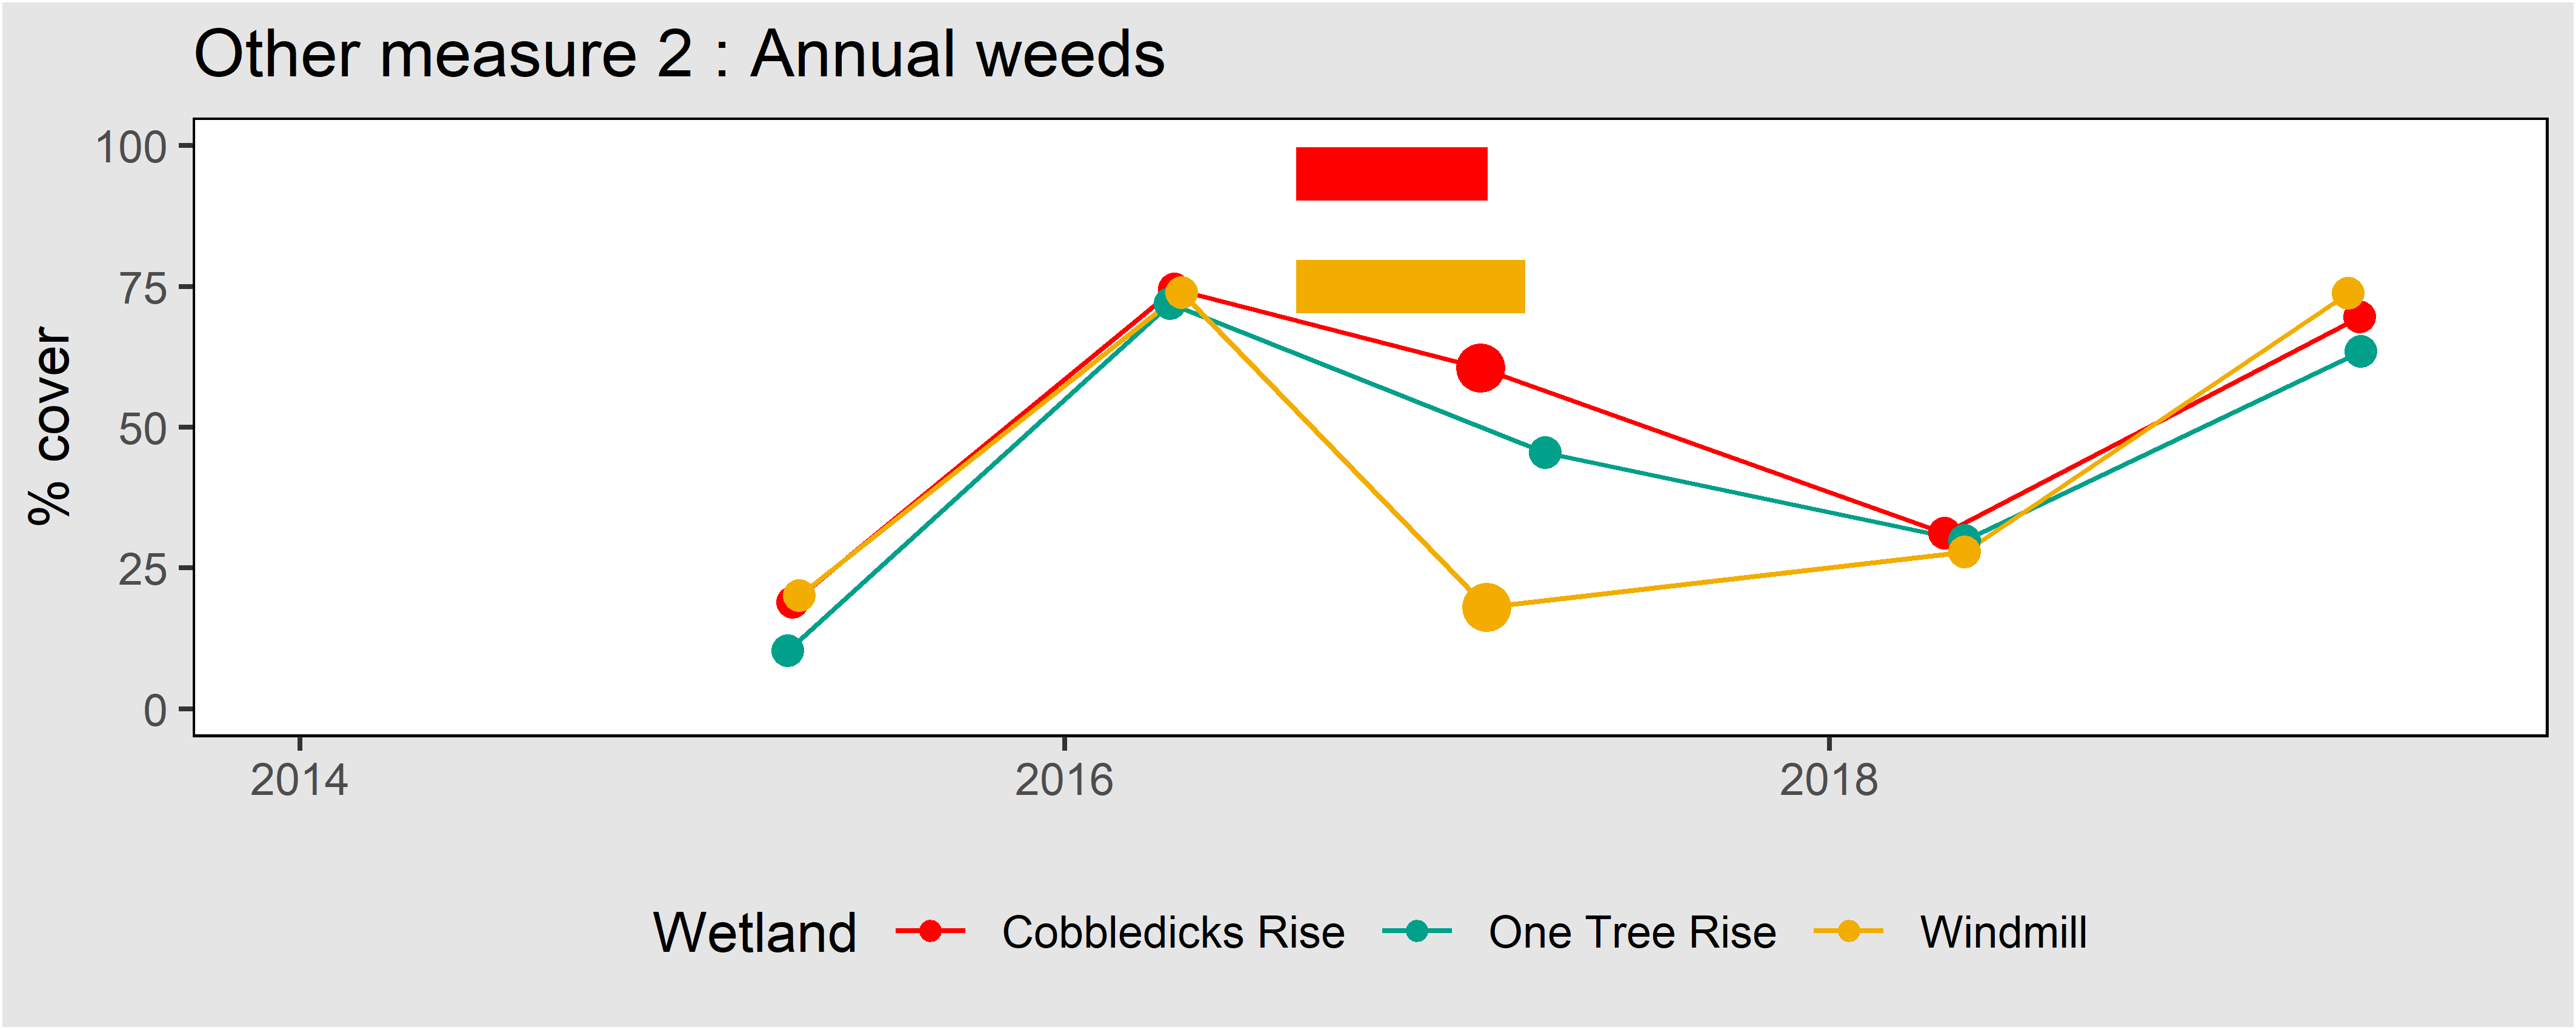 Other measure 2 : Annual weeds
100
75
50
25
0
% cover
2014 2016 2018
Wetland Cobbledicks Rise One Tree Rise Windmill